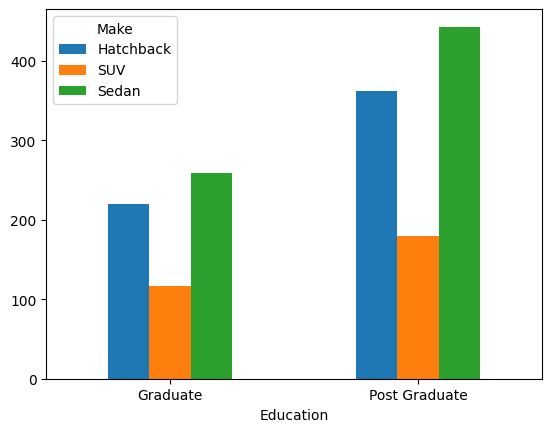 Make
Hatchback
SUV
Sedan
400
300
200
100
0
Graduate
Post Graduate
Education